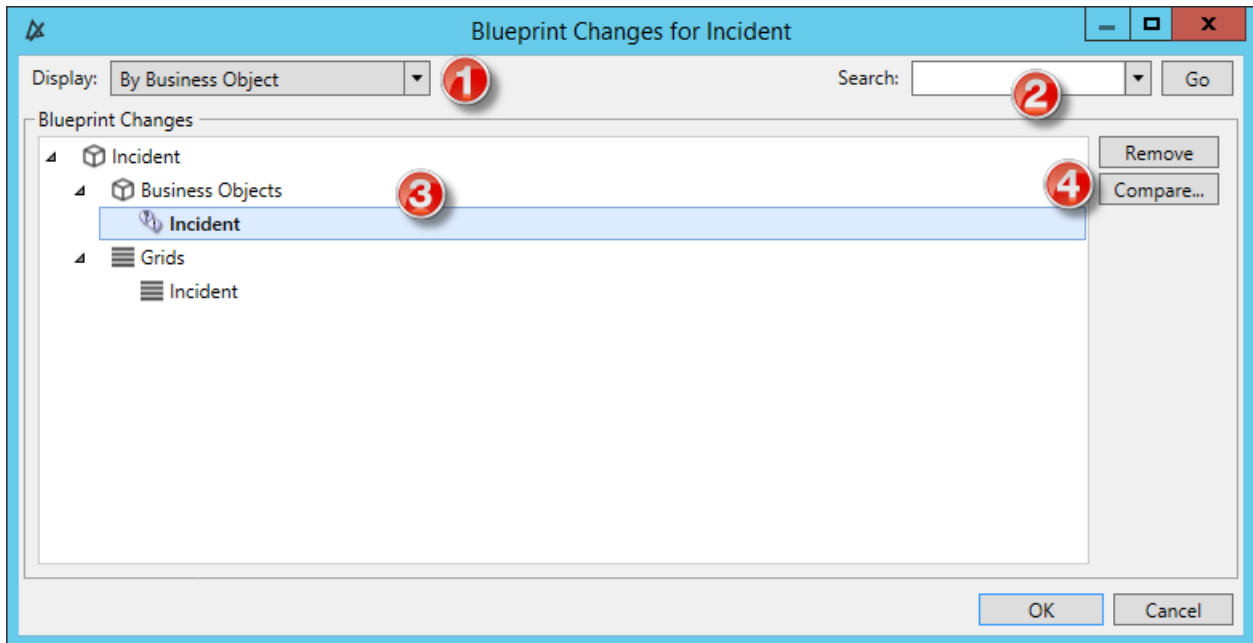 Blueprint Changes for Incident
X
Display: By Business Object 1 Search: 2 Go
Blueprint Changes
Incident
Remove
Business Objects 3
4 Compare...
Incident
Grids
Incident
OK Cancel